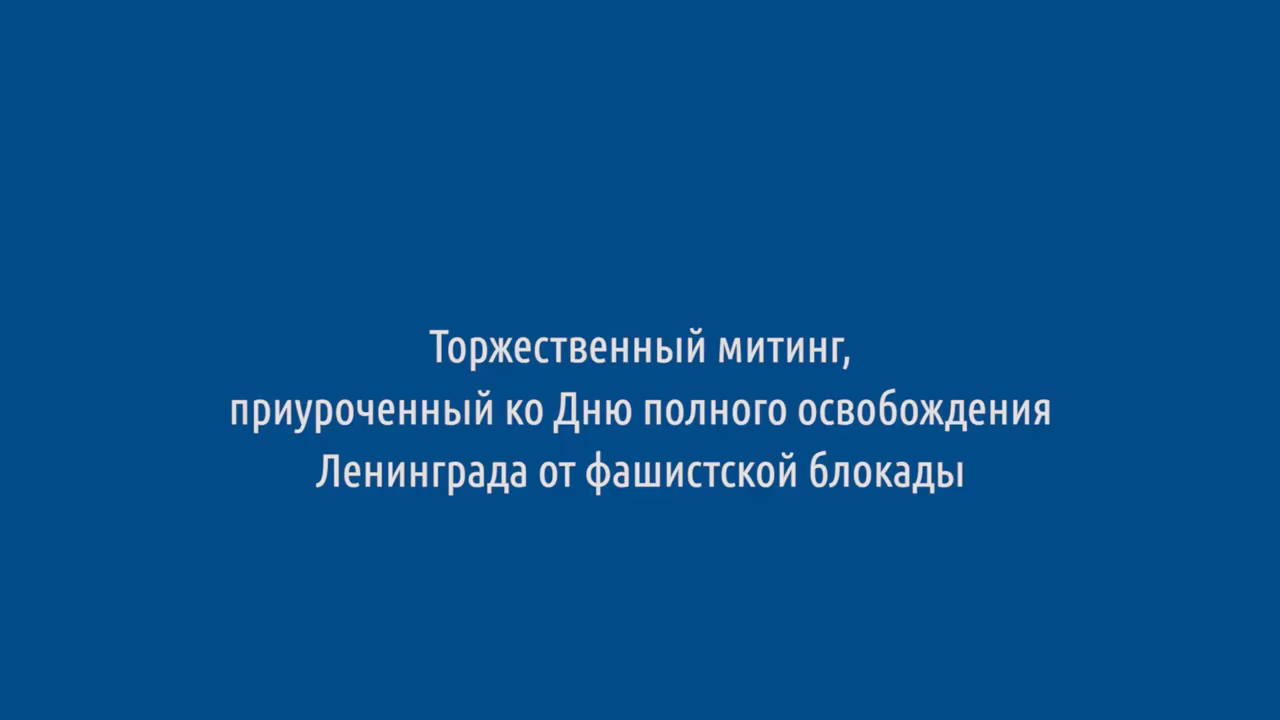 Торжественный митинг,
приуроченный ко Дню полного освобождения
Ленинграда от фашистской блокады